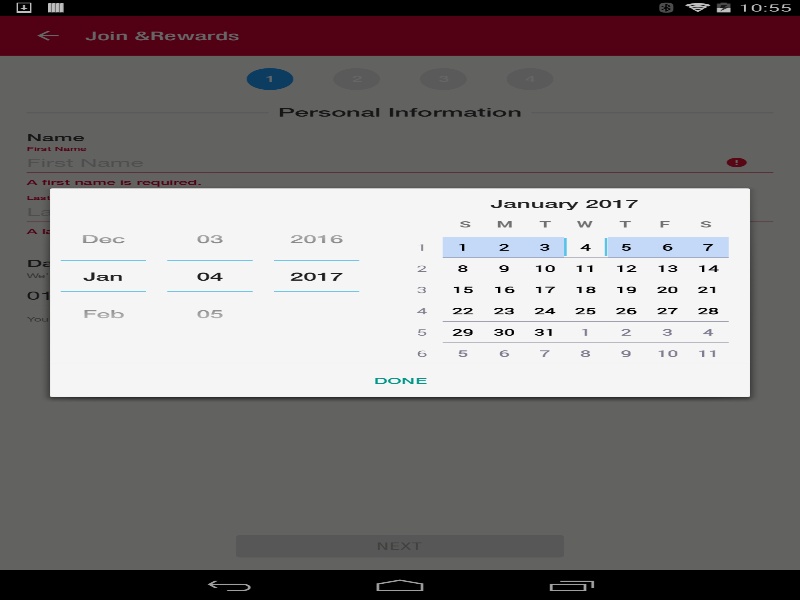 10:55
Join &Rewards
1 2 3 4
Personal Information
Name
First Name
First Name
A first name is required.
Last
La
A la
Da
We'
01
You
Dec 03 2016
Jan 04 2017
Feb 05
January 2017
S M T W T F S
1 1 2 3 4 5 6 7
2 8 9 10 11 12 13 14
3 15 16 17 18 19 20 21
4 22 23 24 25 26 27 28
5 29 30 31 1 2 3 4
6 5 6 7 8 9 10 11
DONE
NEXT